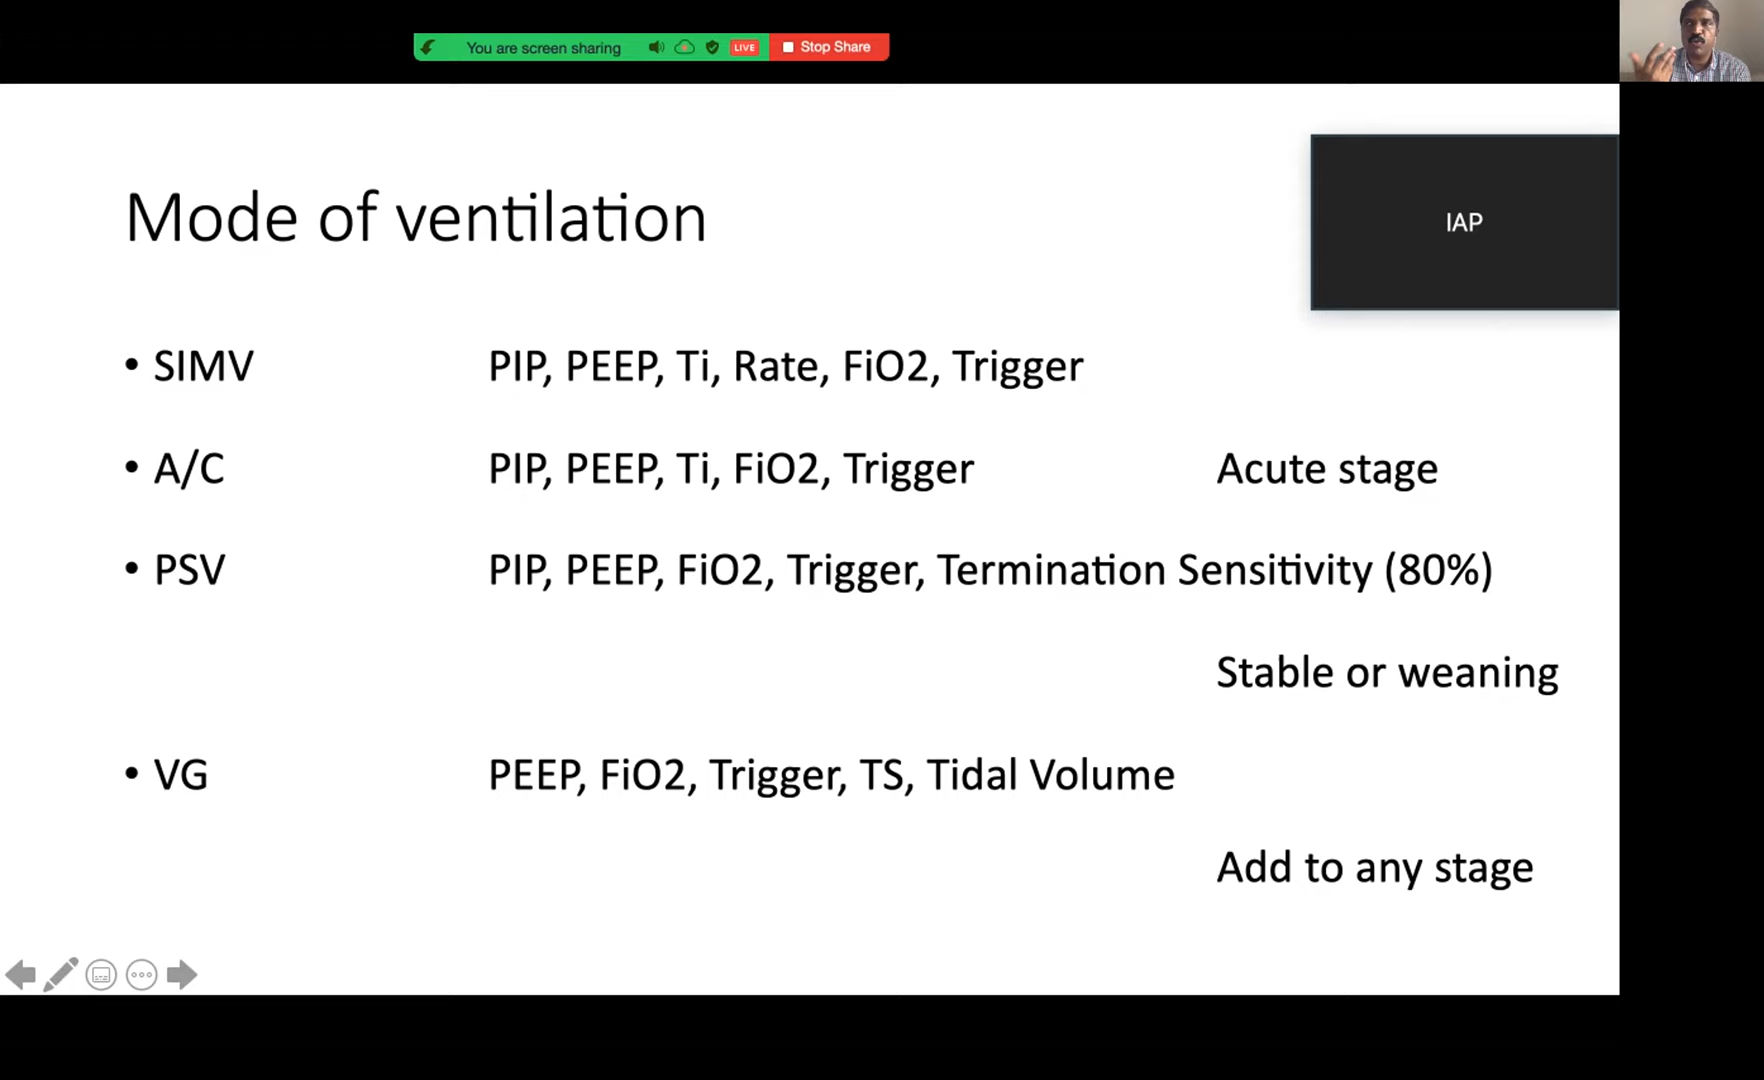 You are screen sharing LIVE Stop Share
IAP
Mode of ventilation
• SIMV PIP, PEEP, Ti, Rate, FiO2, Trigger
• A/C PIP, PEEP, Ti, FiO2, Trigger Acute stage
• PSV PIP, PEEP, FiO2, Trigger, Termination Sensitivity (80%)
Stable or weaning
• VG PEEP, FiO2, Trigger, TS, Tidal Volume
Add to any stage